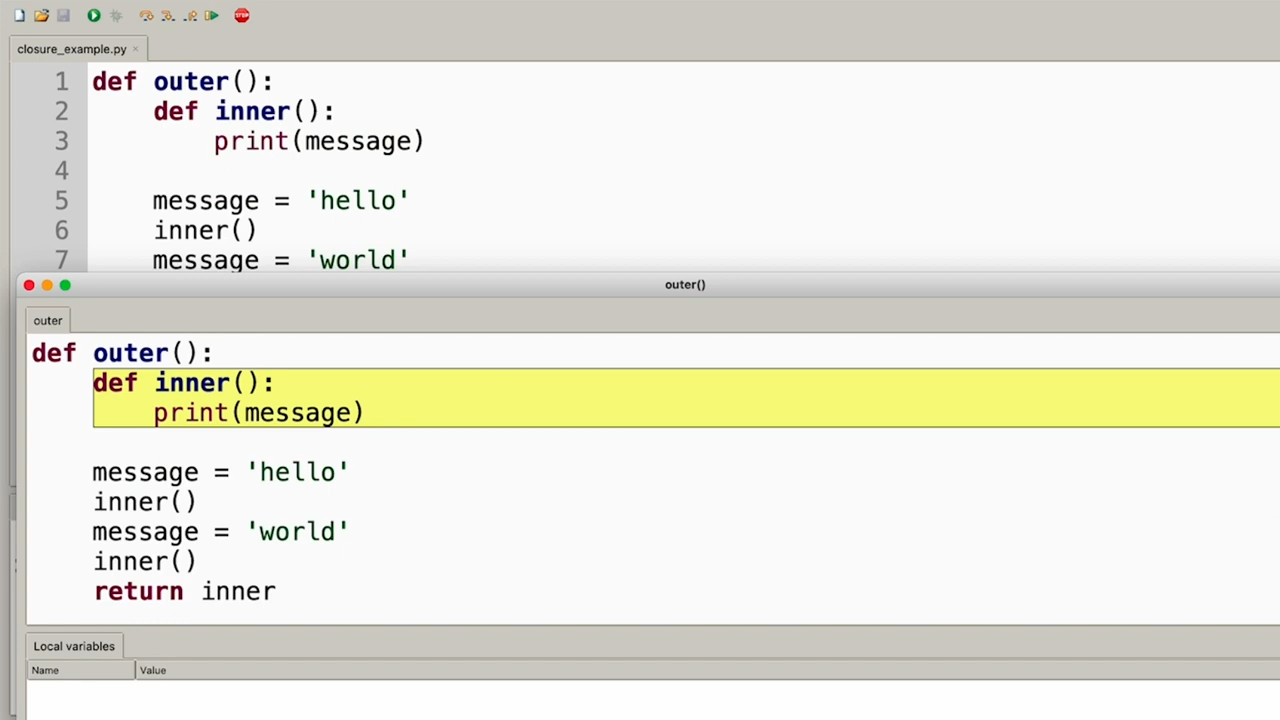 STOP
closure_example.py ×
1 def outer():
2     def inner():
3         print(message)
4
5     message = 'hello'
6     inner()
7     message = 'world'
outer()
outer
def outer():
    def inner():
        print(message)

    message = 'hello'
    inner()
    message = 'world'
    inner()
    return inner
Local variables
Name Value